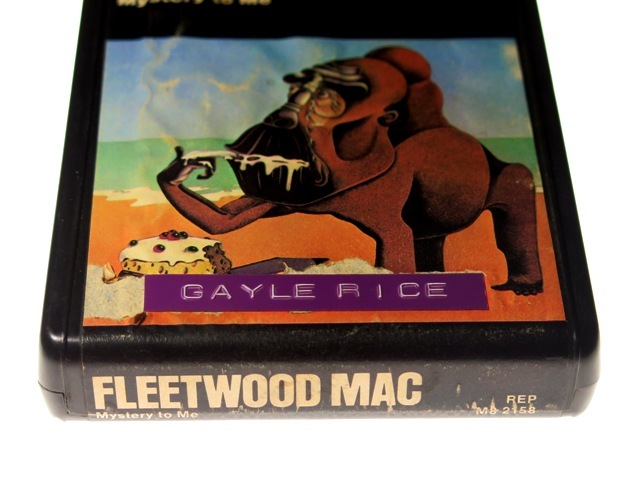 Mystery to Me
GAYLE RICE
FLEETWOOD MAC
Mystery to Me
REP
M8 2158